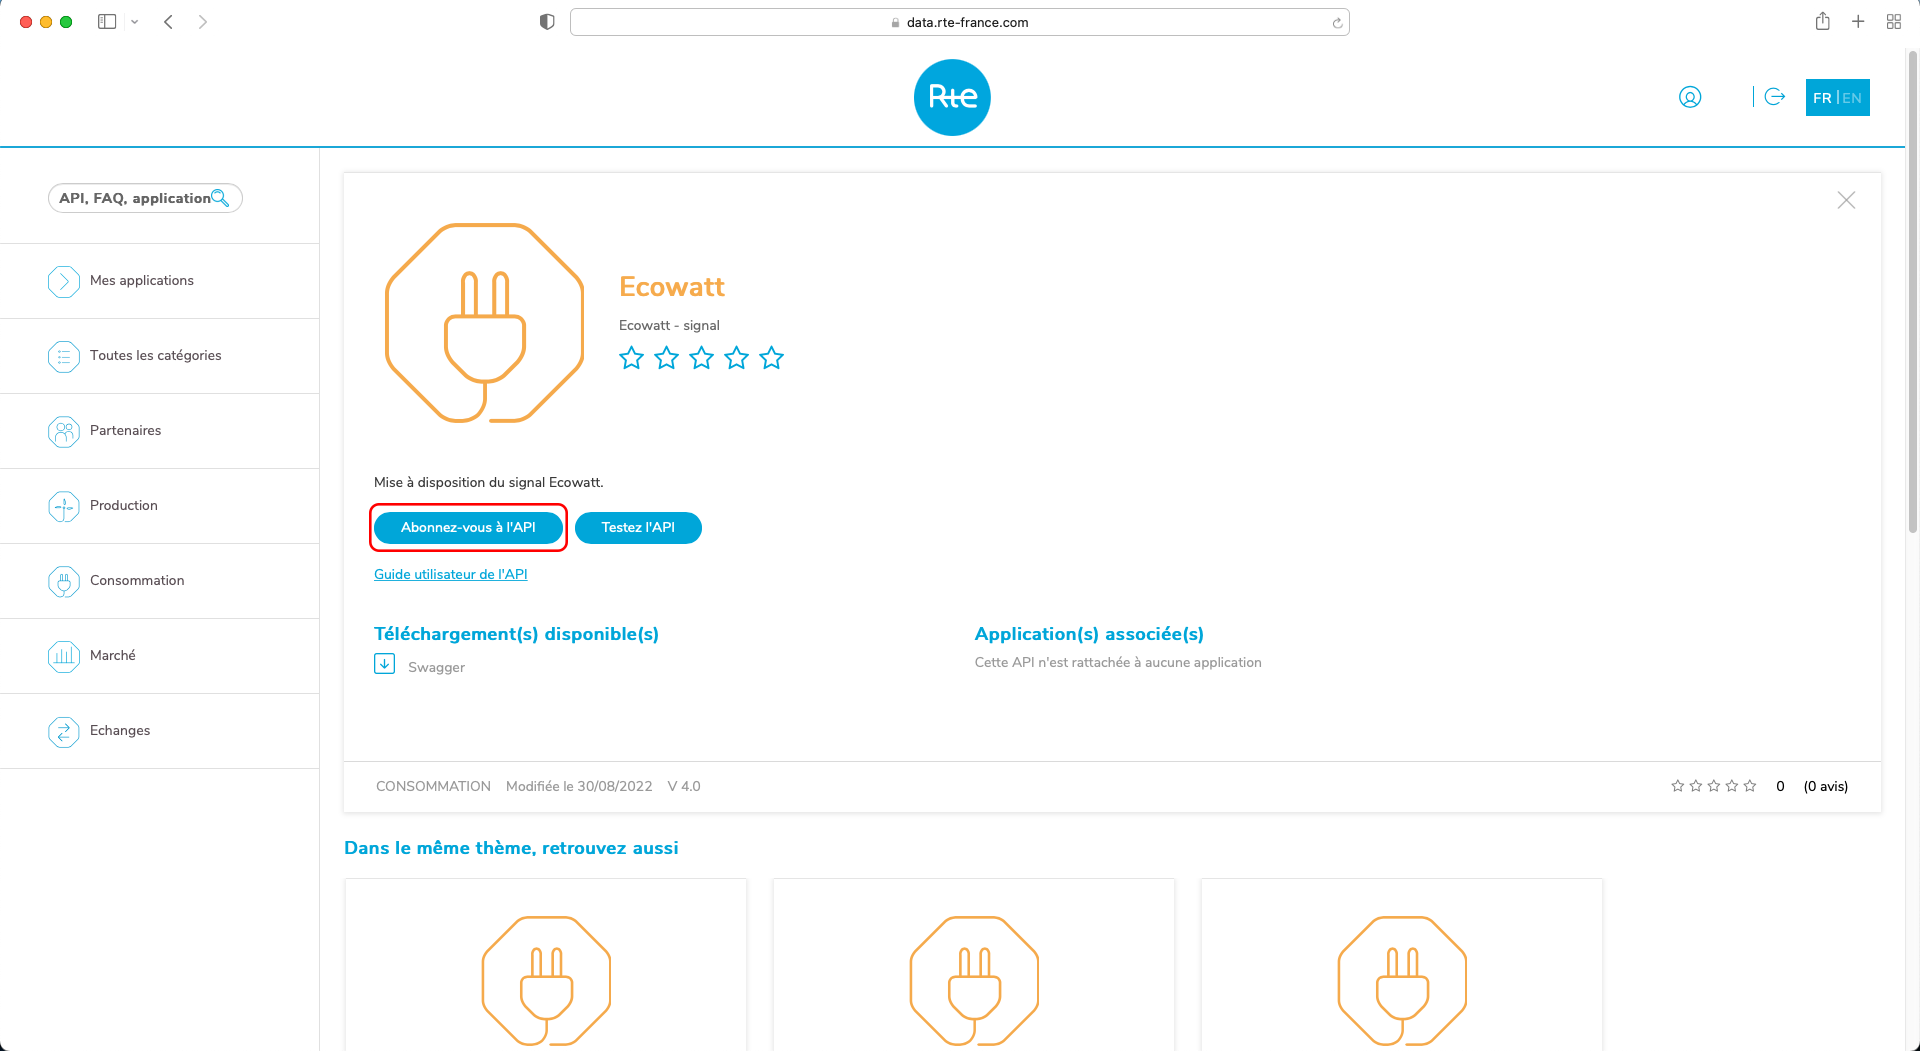 data.rte-france.com
Rte
FR | EN
API, FAQ, application
Mes applications
Toutes les catégories
Partenaires
Production
Consommation
Marché
Echanges
Ecowatt
Ecowatt - signal
Mise à disposition du signal Ecowatt.
Abonnez-vous à l'API
Testez l'API
Guide utilisateur de l'API
Téléchargement(s) disponible(s)
Swagger
Application(s) associée(s)
Cette API n'est rattachée à aucune application
CONSOMMATION Modifiée le 30/08/2022 V 4.0
0 (0 avis)
Dans le même thème, retrouvez aussi